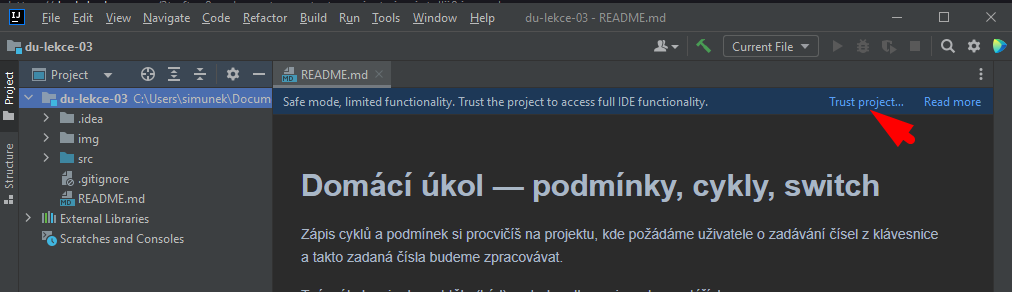 IJ File Edit View Navigate Code Refactor Build Run Tools Window Help du-lekce-03 - README.md
du-lekce-03 Current File
Project README.md
Project
Structure
du-lekce-03 C:\Users\simunek\Docum
.idea
img
src
.gitignore
MD README.md
External Libraries
Scratches and Consoles
Safe mode, limited functionality. Trust the project to access full IDE functionality. Trust project... Read more
Domácí úkol — podmínky, cykly, switch
Zápis cyklů a podmínek si procvičíš na projektu, kde požádáme uživatele o zadávání čísel z klávesnice
a takto zadaná čísla budeme zpracovávat.